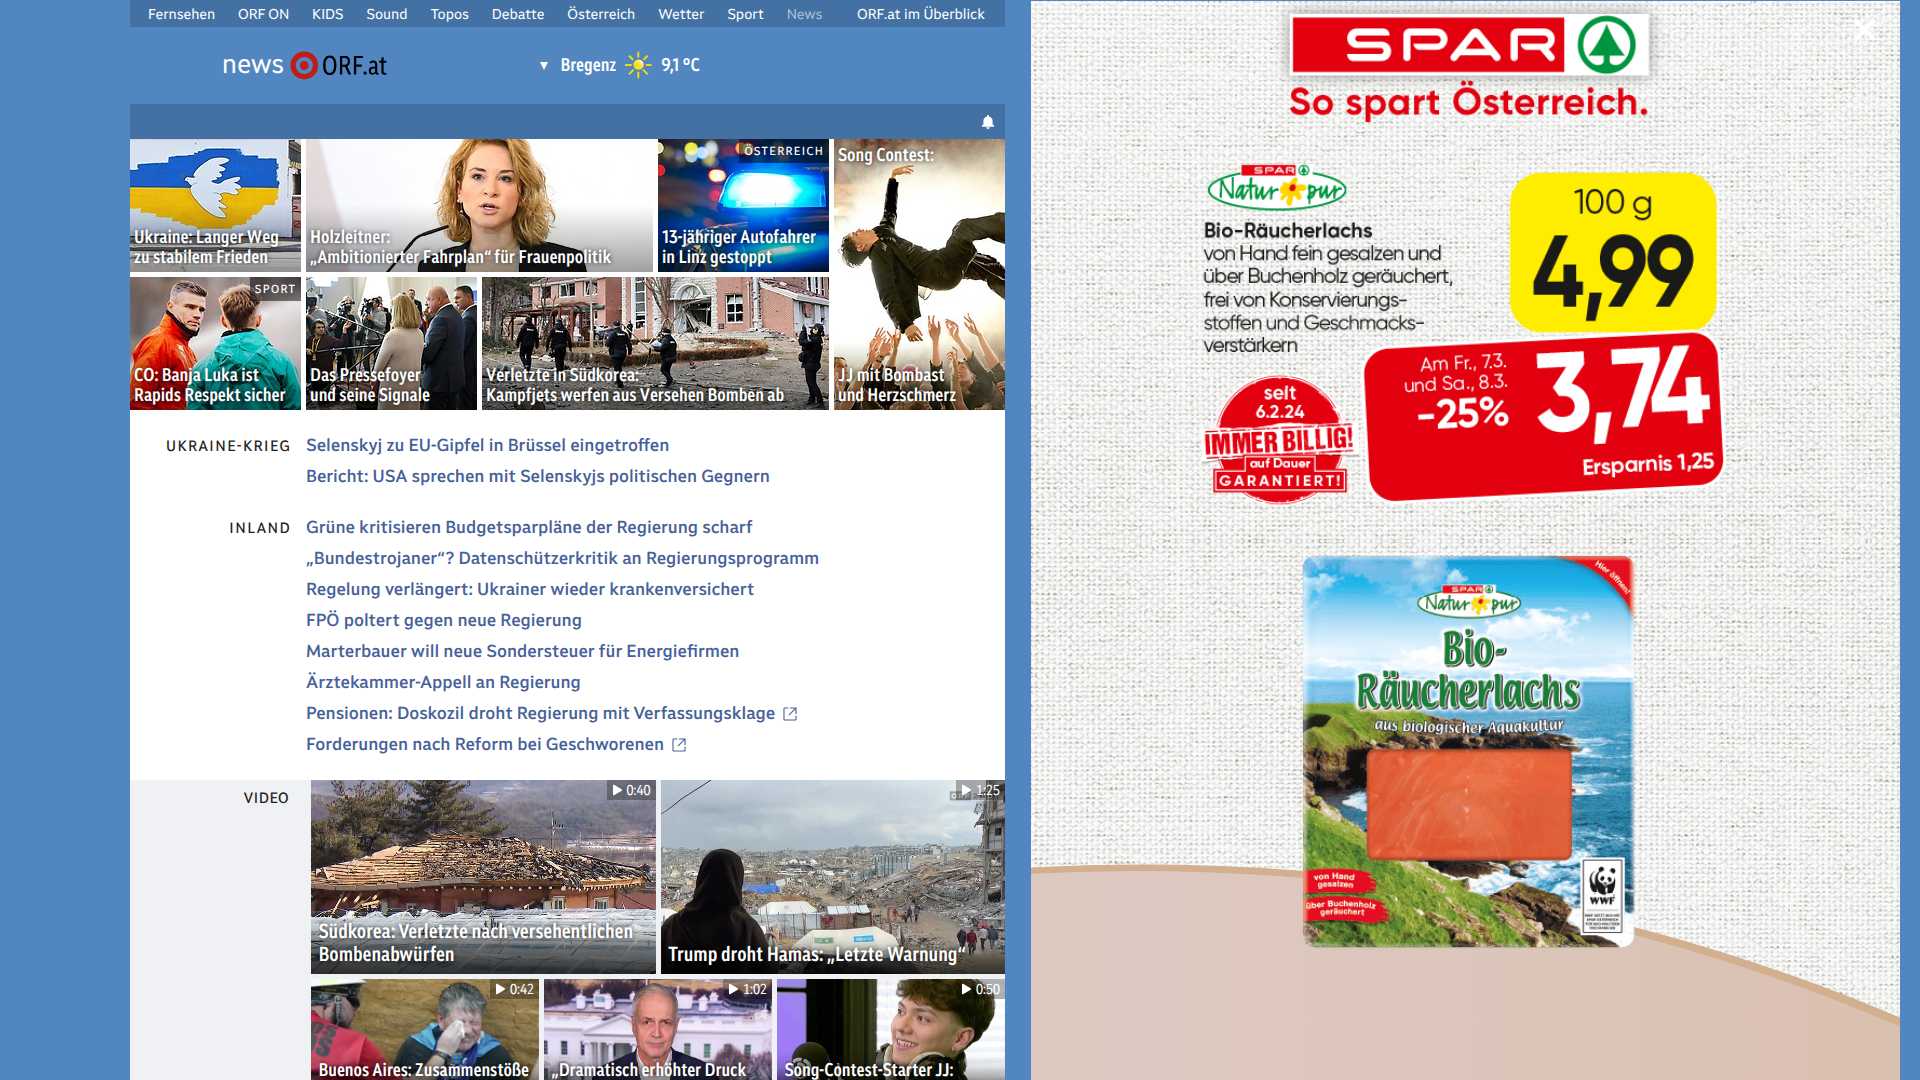 Fernsehen ORF ON KIDS Sound Topos Debatte Österreich Wetter Sport News ORF.at im Überblick
news ORF.at
▼ Bregenz 9,1 °C
Ukraine: Langer Weg
zu stabilem Frieden
Holzleitner:
„Ambitionierter Fahrplan“ für Frauenpolitik
ÖSTERREICH
13-jähriger Autofahrer
in Linz gestoppt
Song Contest:
JJ mit Bombast
und Herzschmerz
SPORT
CO: Banja Luka ist
Rapids Respekt sicher
Das Pressefoyer
und seine Signale
Verletzte in Südkorea:
Kampfjets werfen aus Versehen Bomben ab
UKRAINE-KRIEG
Selenskyj zu EU-Gipfel in Brüssel eingetroffen
Bericht: USA sprechen mit Selenskyjs politischen Gegnern
INLAND
Grüne kritisieren Budgetsparpläne der Regierung scharf
„Bundestrojaner“? Datenschützerkritik an Regierungsprogramm
Regelung verlängert: Ukrainer wieder krankenversichert
FPÖ poltert gegen neue Regierung
Marterbauer will neue Sondersteuer für Energiefirmen
Ärztekammer-Appell an Regierung
Pensionen: Doskozil droht Regierung mit Verfassungsklage
Forderungen nach Reform bei Geschworenen
VIDEO
0:40
Südkorea: Verletzte nach versehentlichen
Bombenabwürfen
1:25
Trump droht Hamas: „Letzte Warnung“
0:42
Buenos Aires: Zusammenstöße
1:02
„Dramatisch erhöhter Druck
0:50
Song-Contest-Starter JJ:
SPAR
So spart Österreich.
SPAR
Natur pur
Bio-Räucherlachs
von Hand fein gesalzen und
über Buchenholz geräuchert,
frei von Konservierungs-
stoffen und Geschmacks-
verstärkern
100 g
4,99
Am Fr., 7.3.
und Sa., 8.3.
-25%
3,74
Ersparnis 1,25
seit
6.2.24
IMMER BILLIG!
auf Dauer
GARANTIERT!
Hier öffnen!
SPAR
Natur pur
Bio-
Räucherlachs
aus biologischer Aquakultur
von Hand
gesalzen
über Buchenholz
geräuchert
WWF